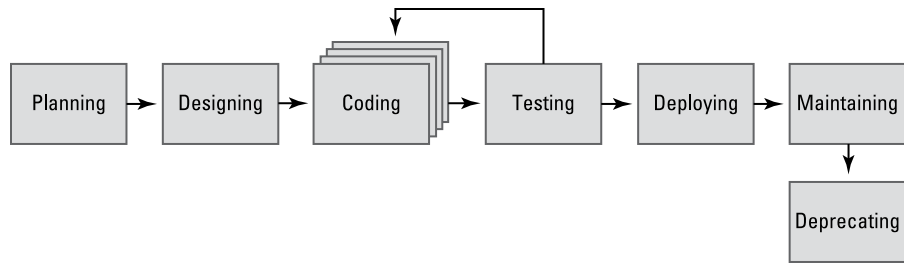 Planning
Designing
Coding
Testing
Deploying
Maintaining
Deprecating